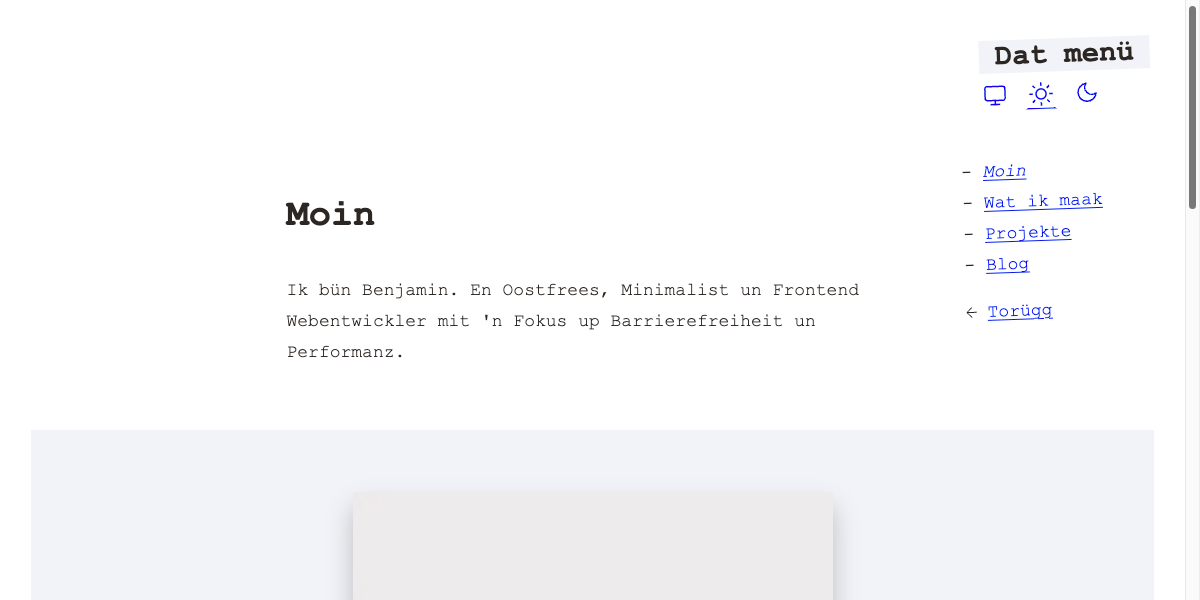 Dat menü
– Moin
– Wat ik maak
– Projekte
– Blog
← Torügg
Moin
Ik bün Benjamin. En Oostfrees, Minimalist un Frontend
Webentwickler mit 'n Fokus up Barrierefreiheit un
Performanz.